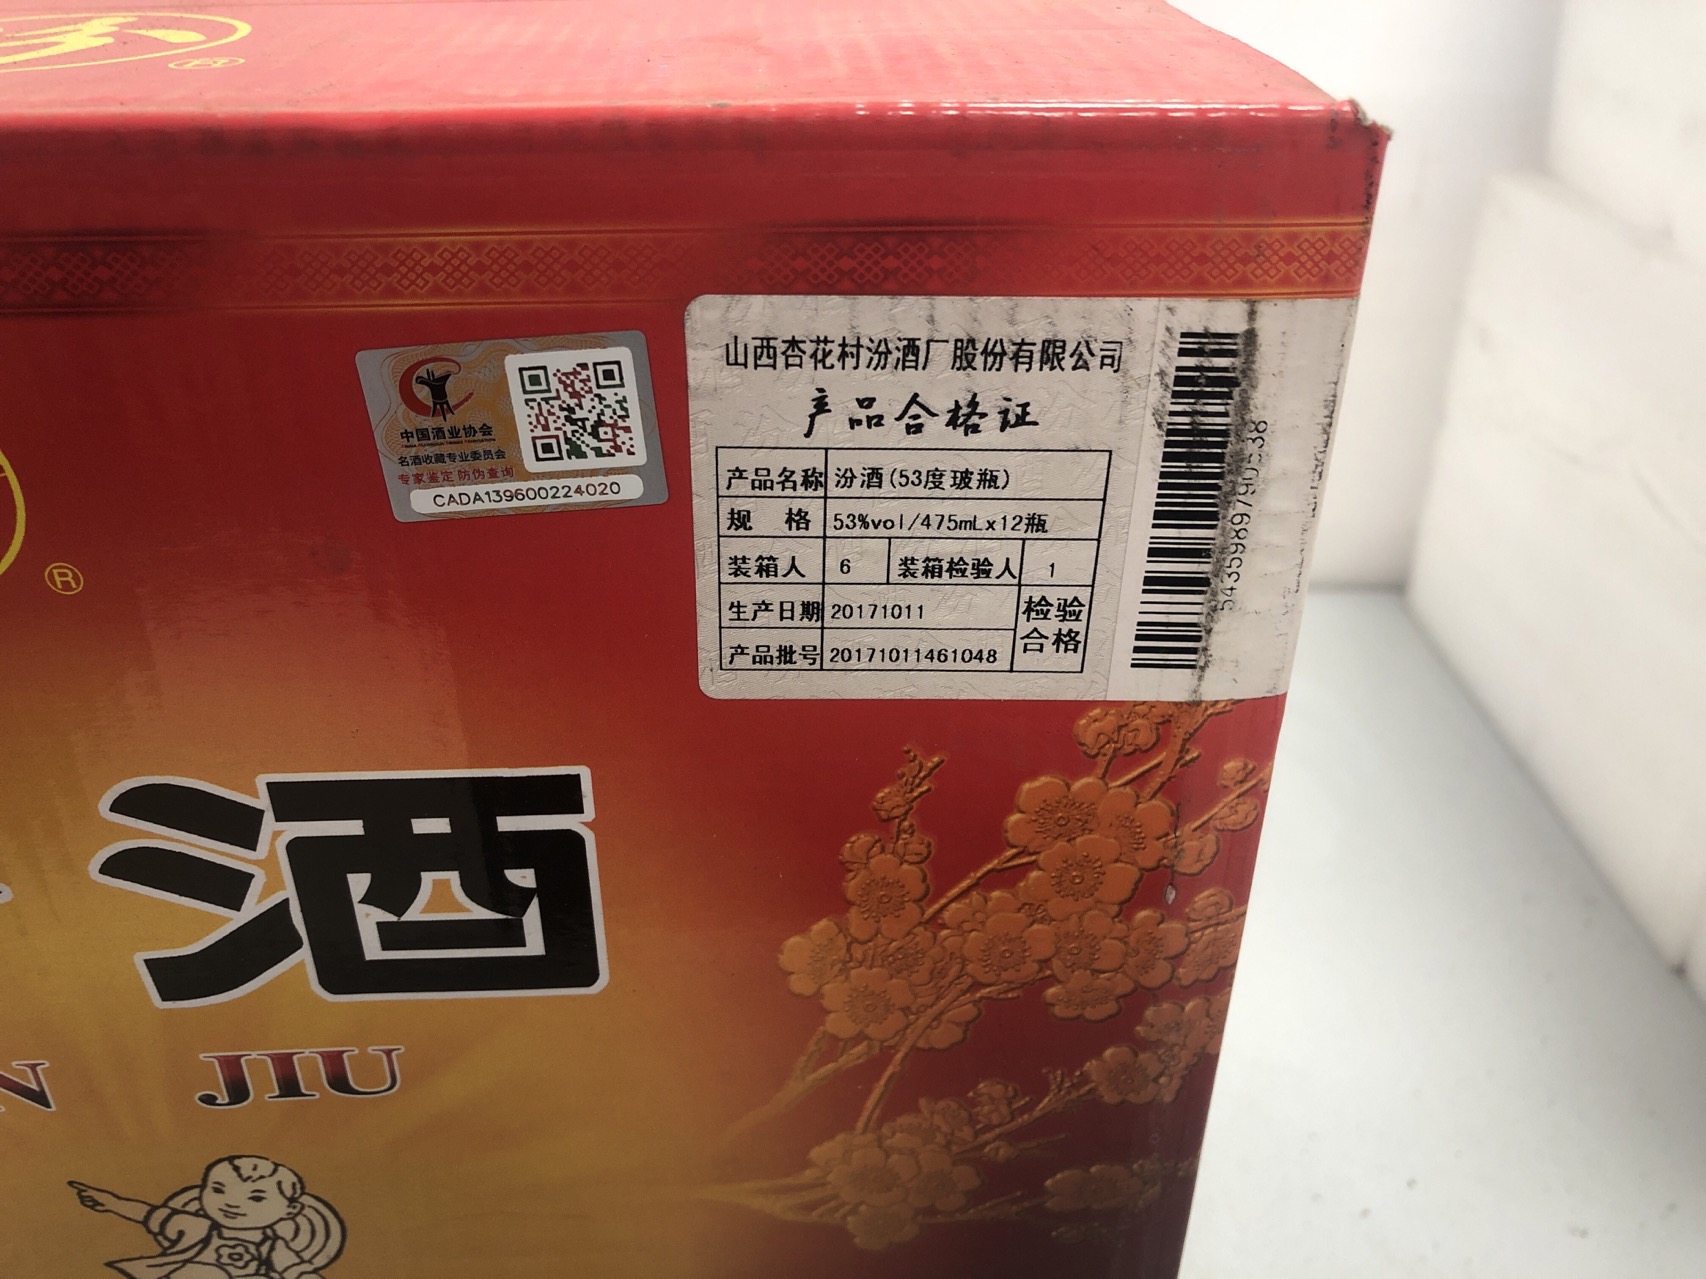 中国酒业协会
名酒收藏专业委员会
专家鉴定 防伪查询
CADA139600224020
山西杏花村汾酒厂股份有限公司
产品合格证
产品名称 汾酒(53度玻瓶)
规 格 53%vol/475mLx12瓶
装箱人 6 装箱检验人 1
生产日期 20171011 检验
产品批号 20171011461048 合格
®
酒
N JIU